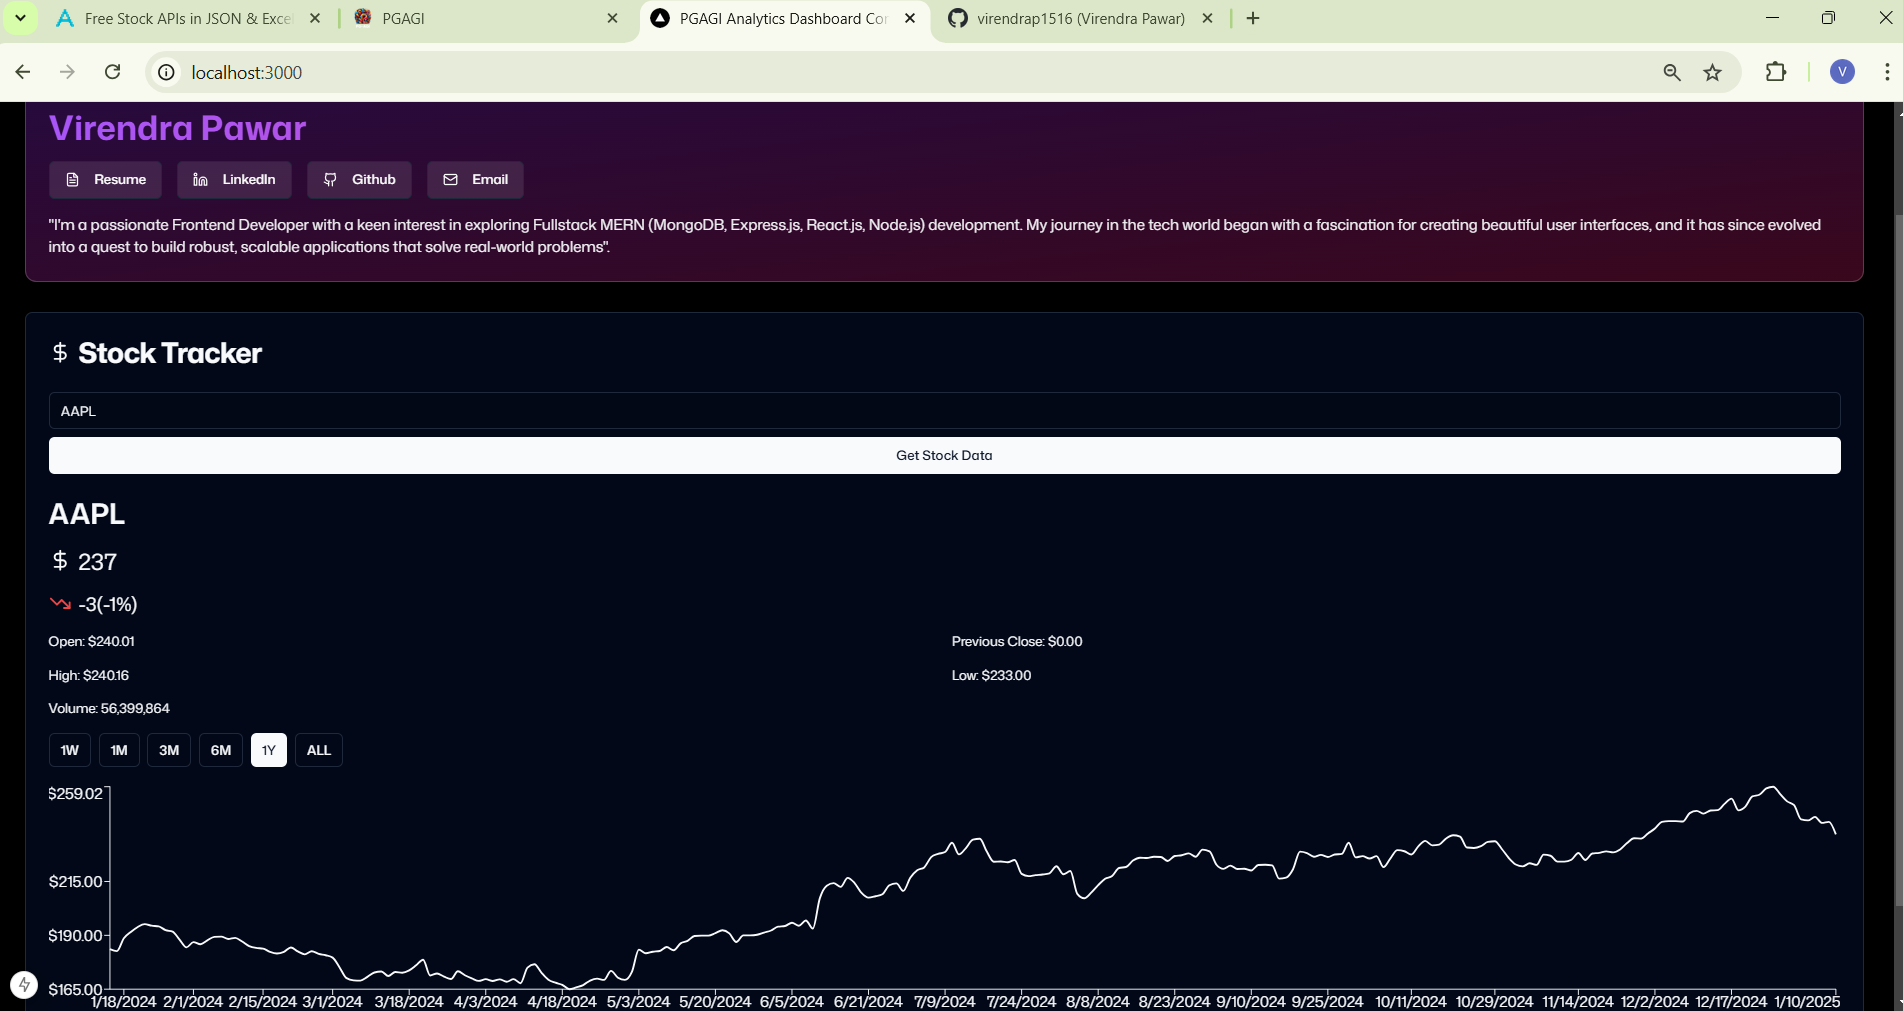 Free Stock APIs in JSON & Exce
PGAGI
PGAGI Analytics Dashboard Co
virendrap1516 (Virendra Pawar)
localhost:3000
V
Virendra Pawar
Resume
LinkedIn
Github
Email
"I'm a passionate Frontend Developer with a keen interest in exploring Fullstack MERN (MongoDB, Express.js, React.js, Node.js) development. My journey in the tech world began with a fascination for creating beautiful user interfaces, and it has since evolved
into a quest to build robust, scalable applications that solve real-world problems".
$ Stock Tracker
AAPL
Get Stock Data
AAPL
$ 237
-3(-1%)
Open: $240.01
Previous Close: $0.00
High: $240.16
Low: $233.00
Volume: 56,399,864
1W 1M 3M 6M 1Y ALL
$259.02
$215.00
$190.00
$165.00
1/18/2024 2/1/2024 2/15/2024 3/1/2024 3/18/2024 4/3/2024 4/18/2024 5/3/2024 5/20/2024 6/5/2024 6/21/2024 7/9/2024 7/24/2024 8/8/2024 8/23/2024 9/10/2024 9/25/2024 10/11/2024 10/29/2024 11/14/2024 12/2/2024 12/17/2024 1/10/2025